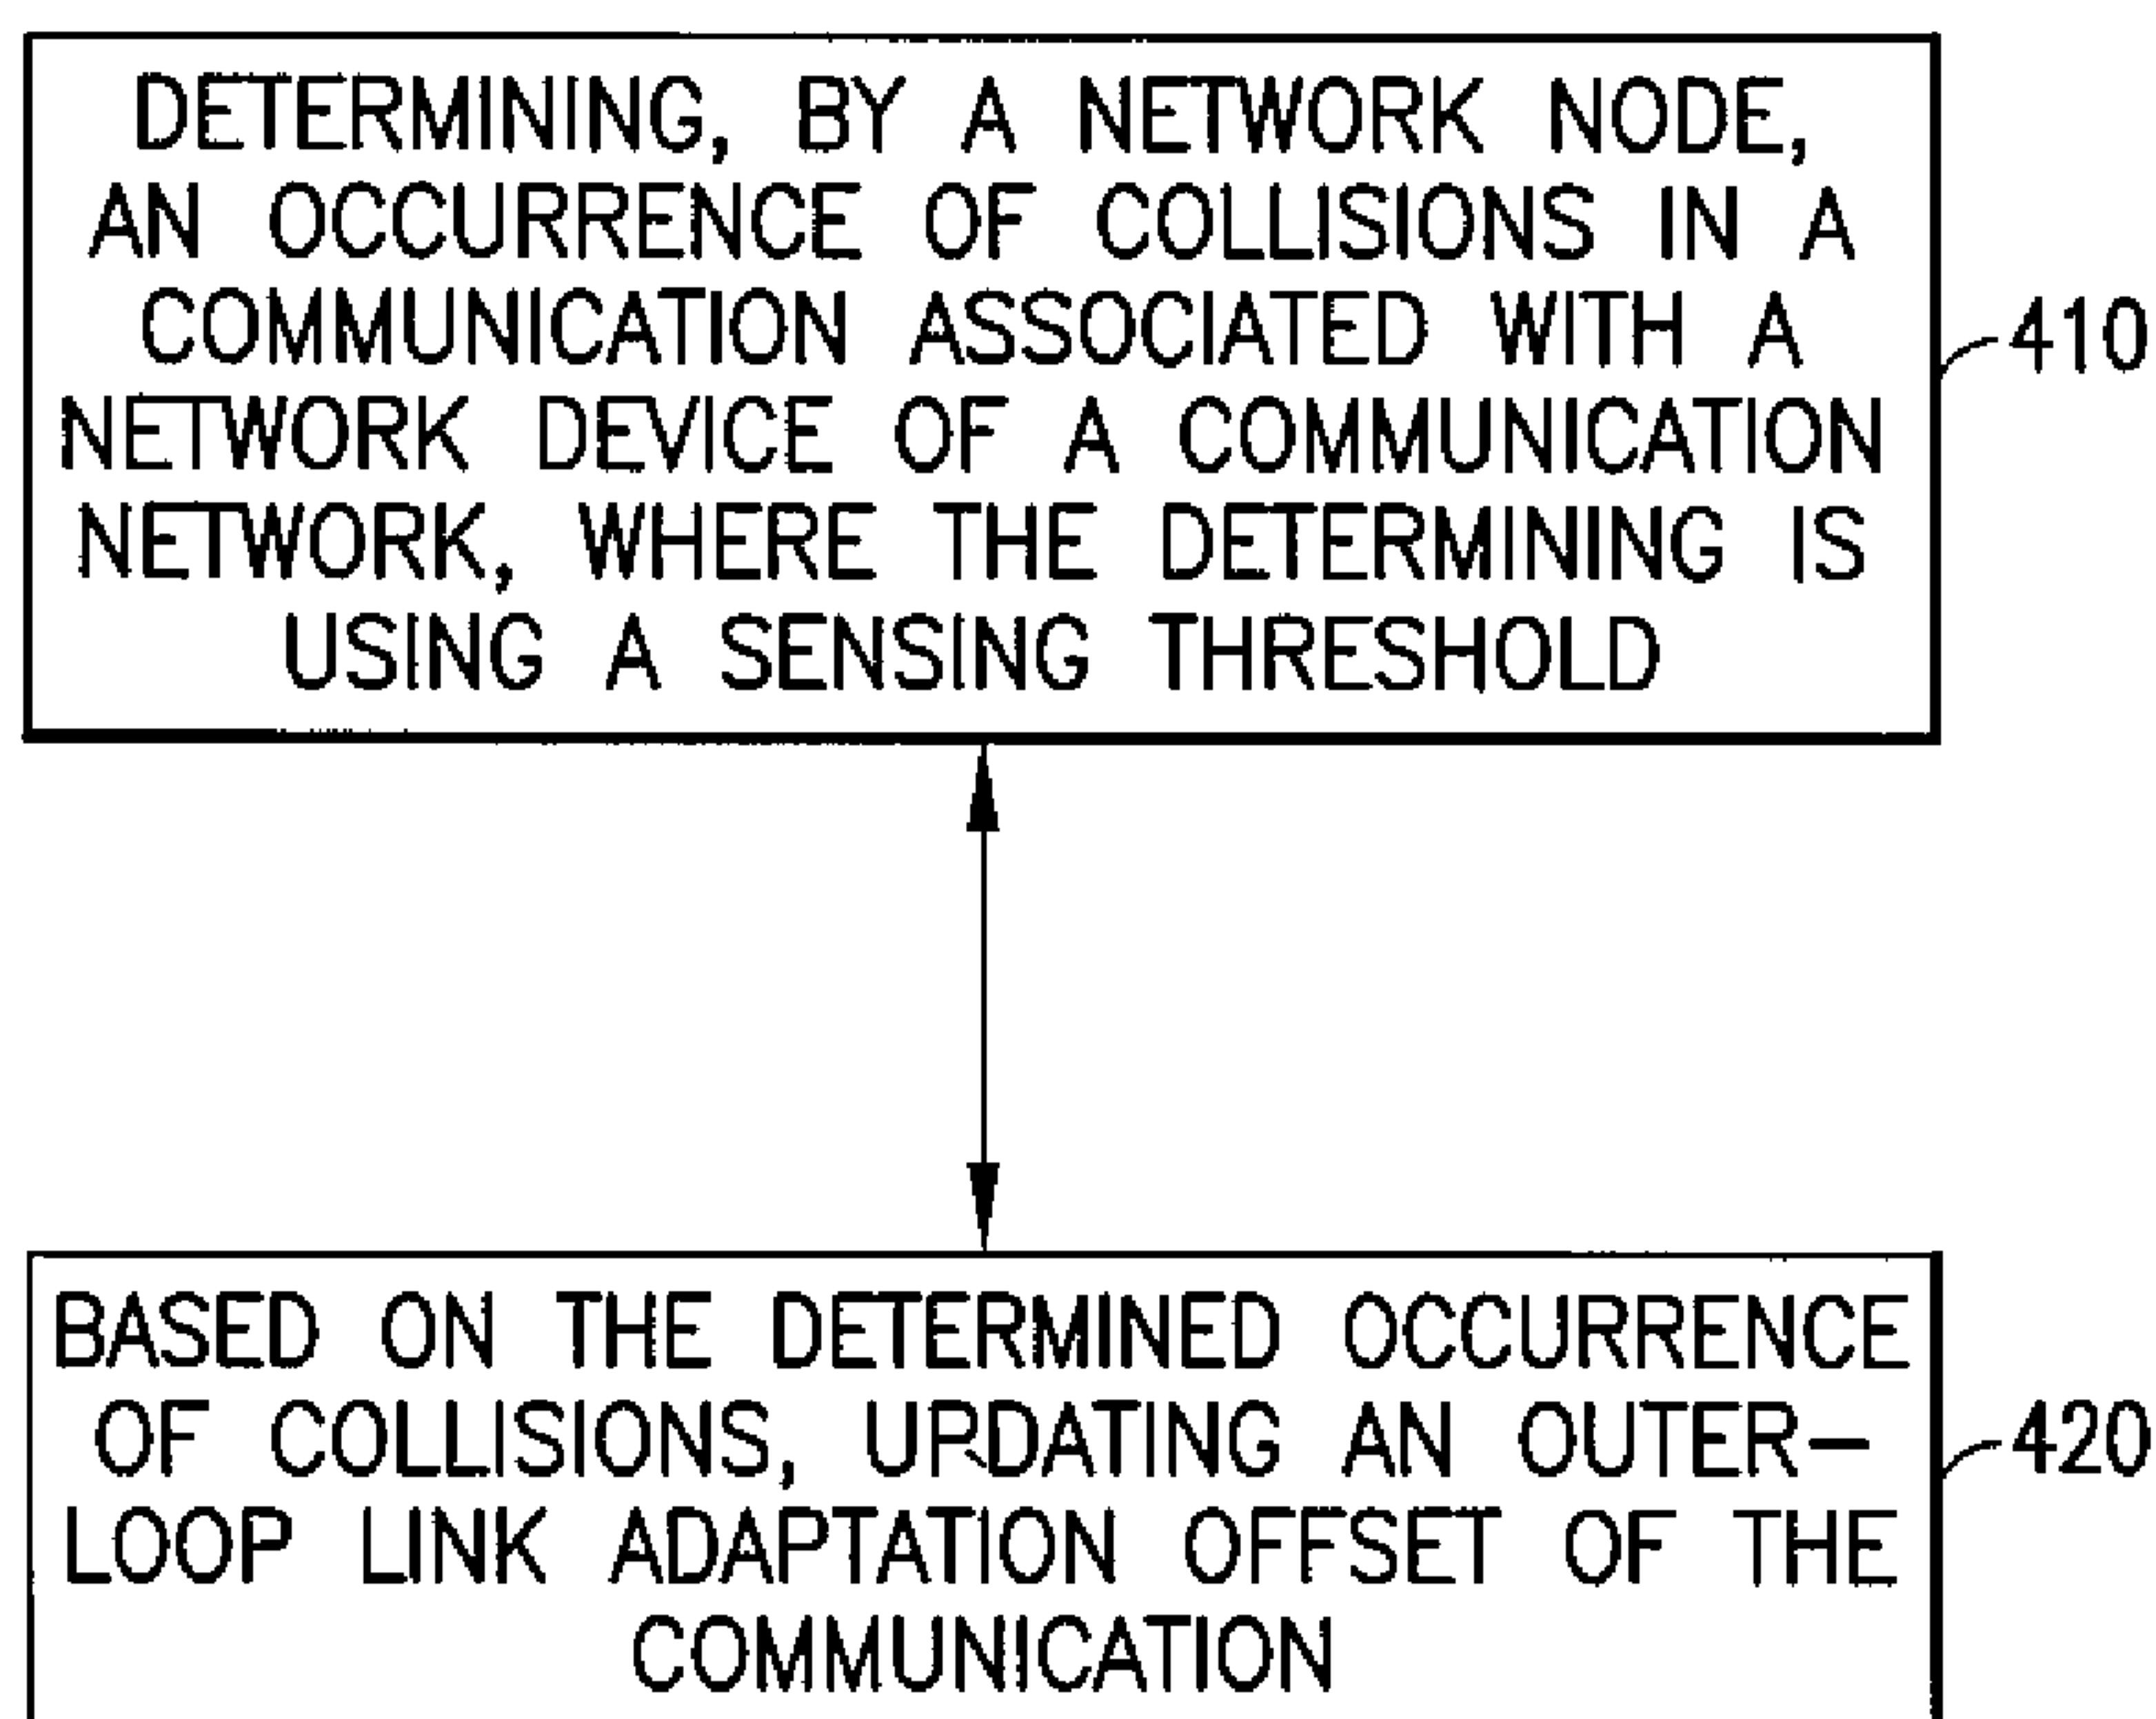 DETERMINING, BY A NETWORK NODE,
AN OCCURRENCE OF COLLISIONS IN A
COMMUNICATION ASSOCIATED WITH A
NETWORK DEVICE OF A COMMUNICATION
NETWORK, WHERE THE DETERMINING IS
USING A SENSING THRESHOLD
410
BASED ON THE DETERMINED OCCURRENCE
OF COLLISIONS, UPDATING AN OUTER-
LOOP LINK ADAPTATION OFFSET OF THE
COMMUNICATION
420